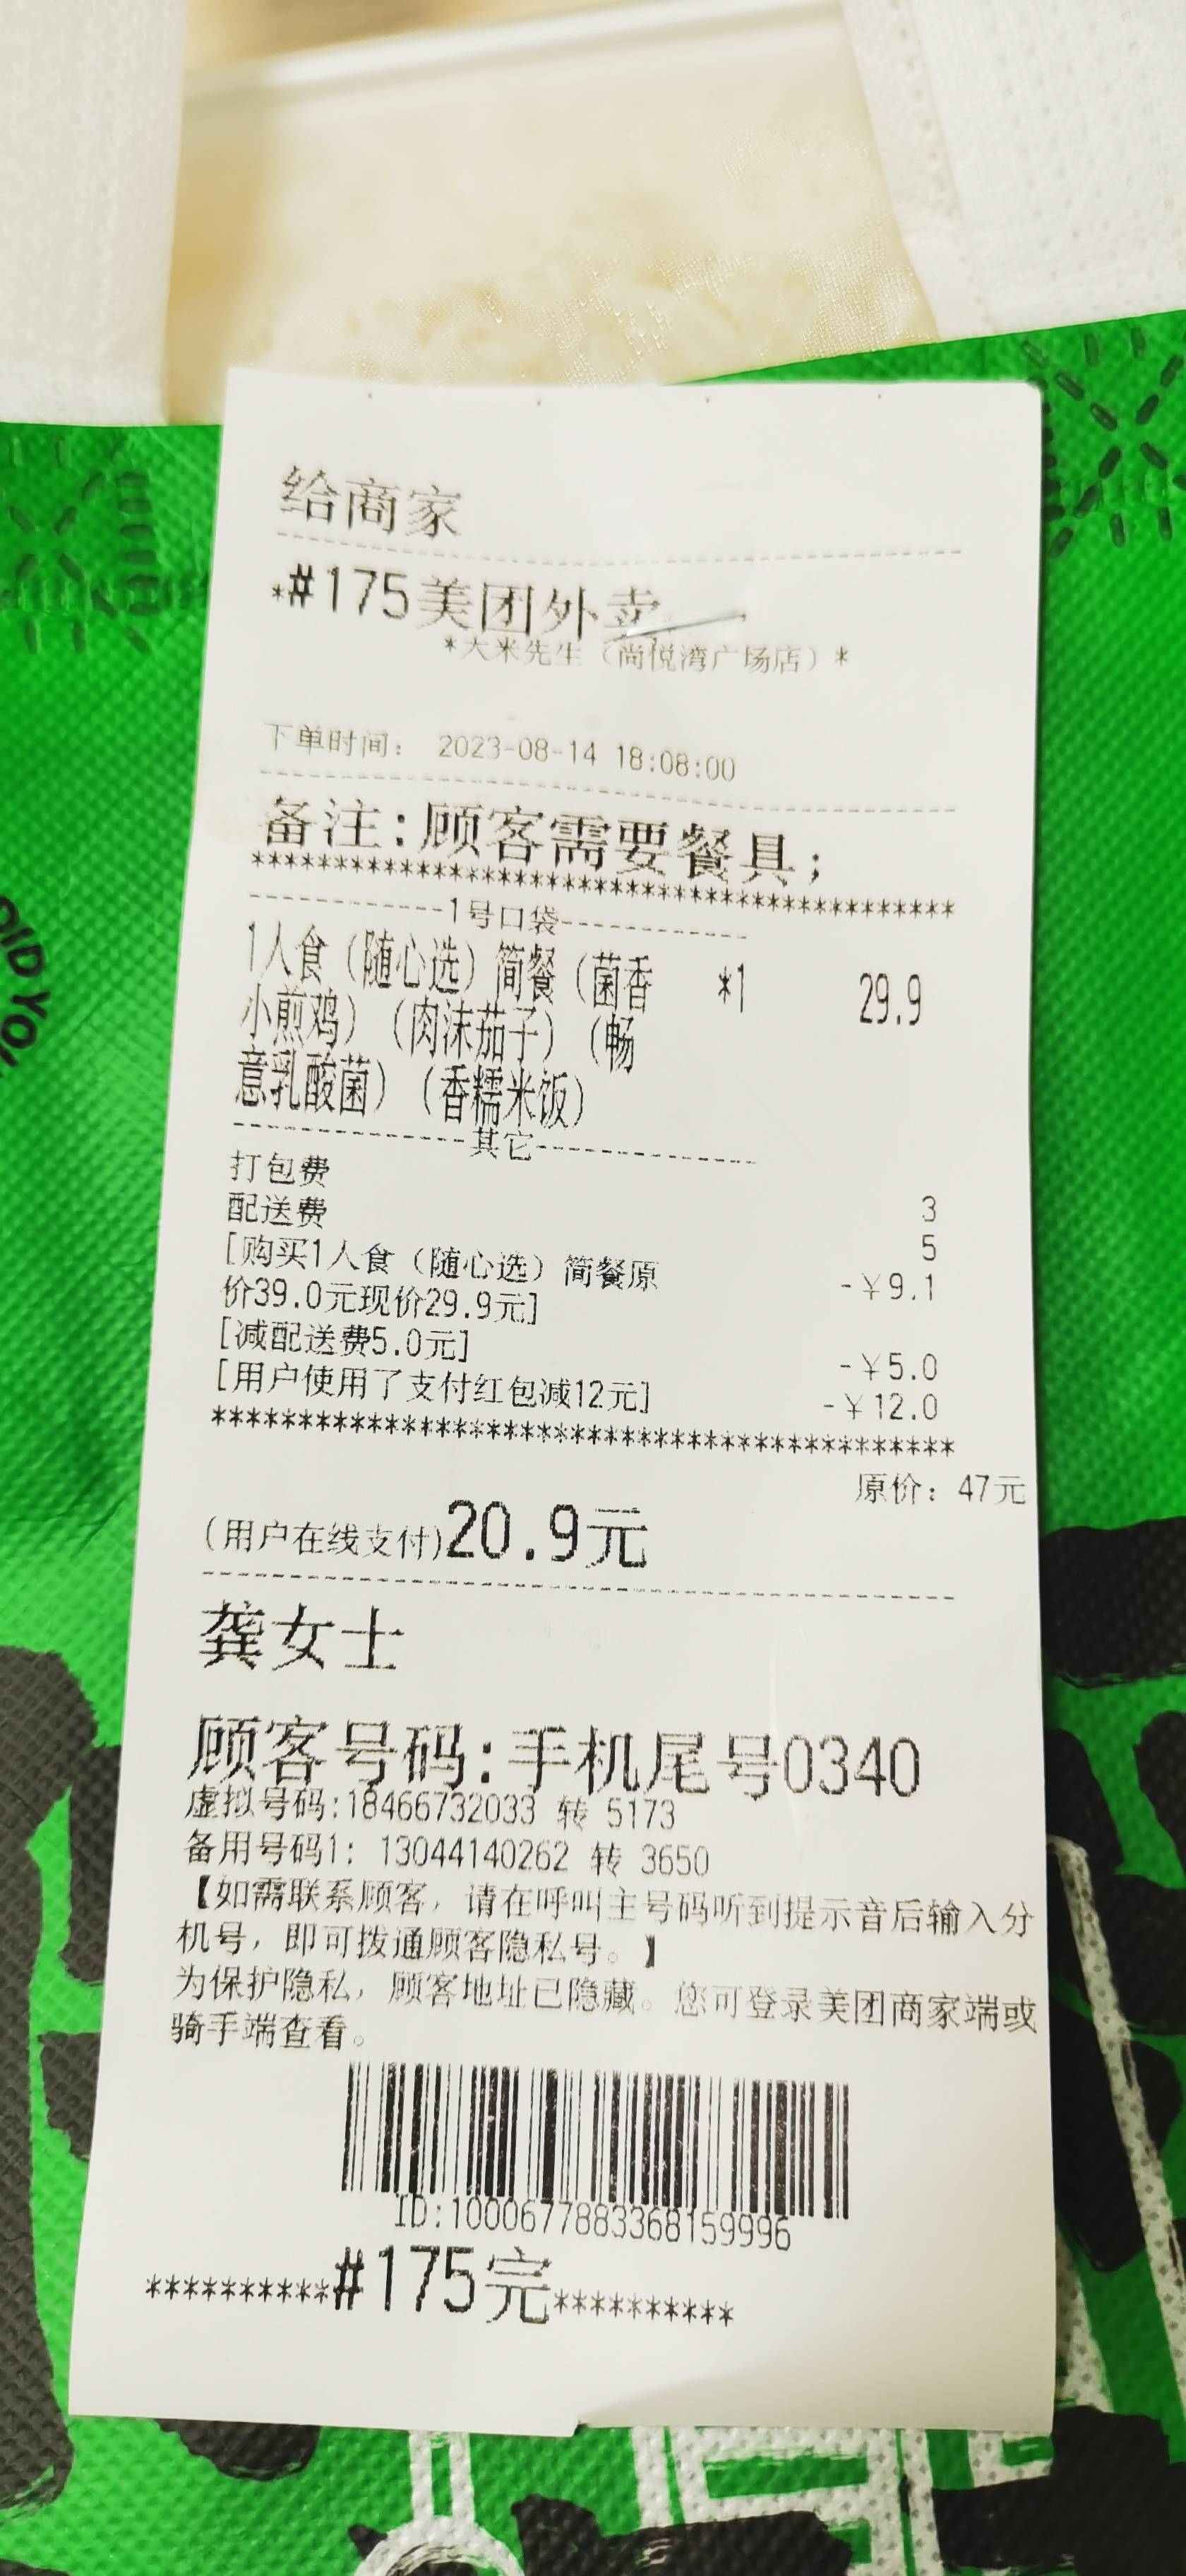 给商家
*#175美团外卖
*大米先生（尚悦湾广场店）*
下单时间： 2023-08-14 18:08:00
备注:顾客需要餐具;
1号口袋
1人食（随心选）简餐（菌香 *1 29.9
小煎鸡）（肉沫茄子）（畅
意乳酸菌）（香糯米饭）
其它
打包费 3
配送费 5
[购买1人食（随心选）简餐原 -￥9.1
价39.0元现价29.9元]
[减配送费5.0元] -￥5.0
[用户使用了支付红包减12元] -￥12.0
原价：47元
(用户在线支付)20.9元
龚女士
顾客号码:手机尾号0340
虚拟号码:18466732033 转 5173
备用号码1: 13044140262 转 3650
【如需联系顾客，请在呼叫主号码听到提示音后输入分
机号，即可拨通顾客隐私号。】
为保护隐私，顾客地址已隐藏。您可登录美团商家端或
骑手端查看。
ID:1000677883368159996
**********#175完**********